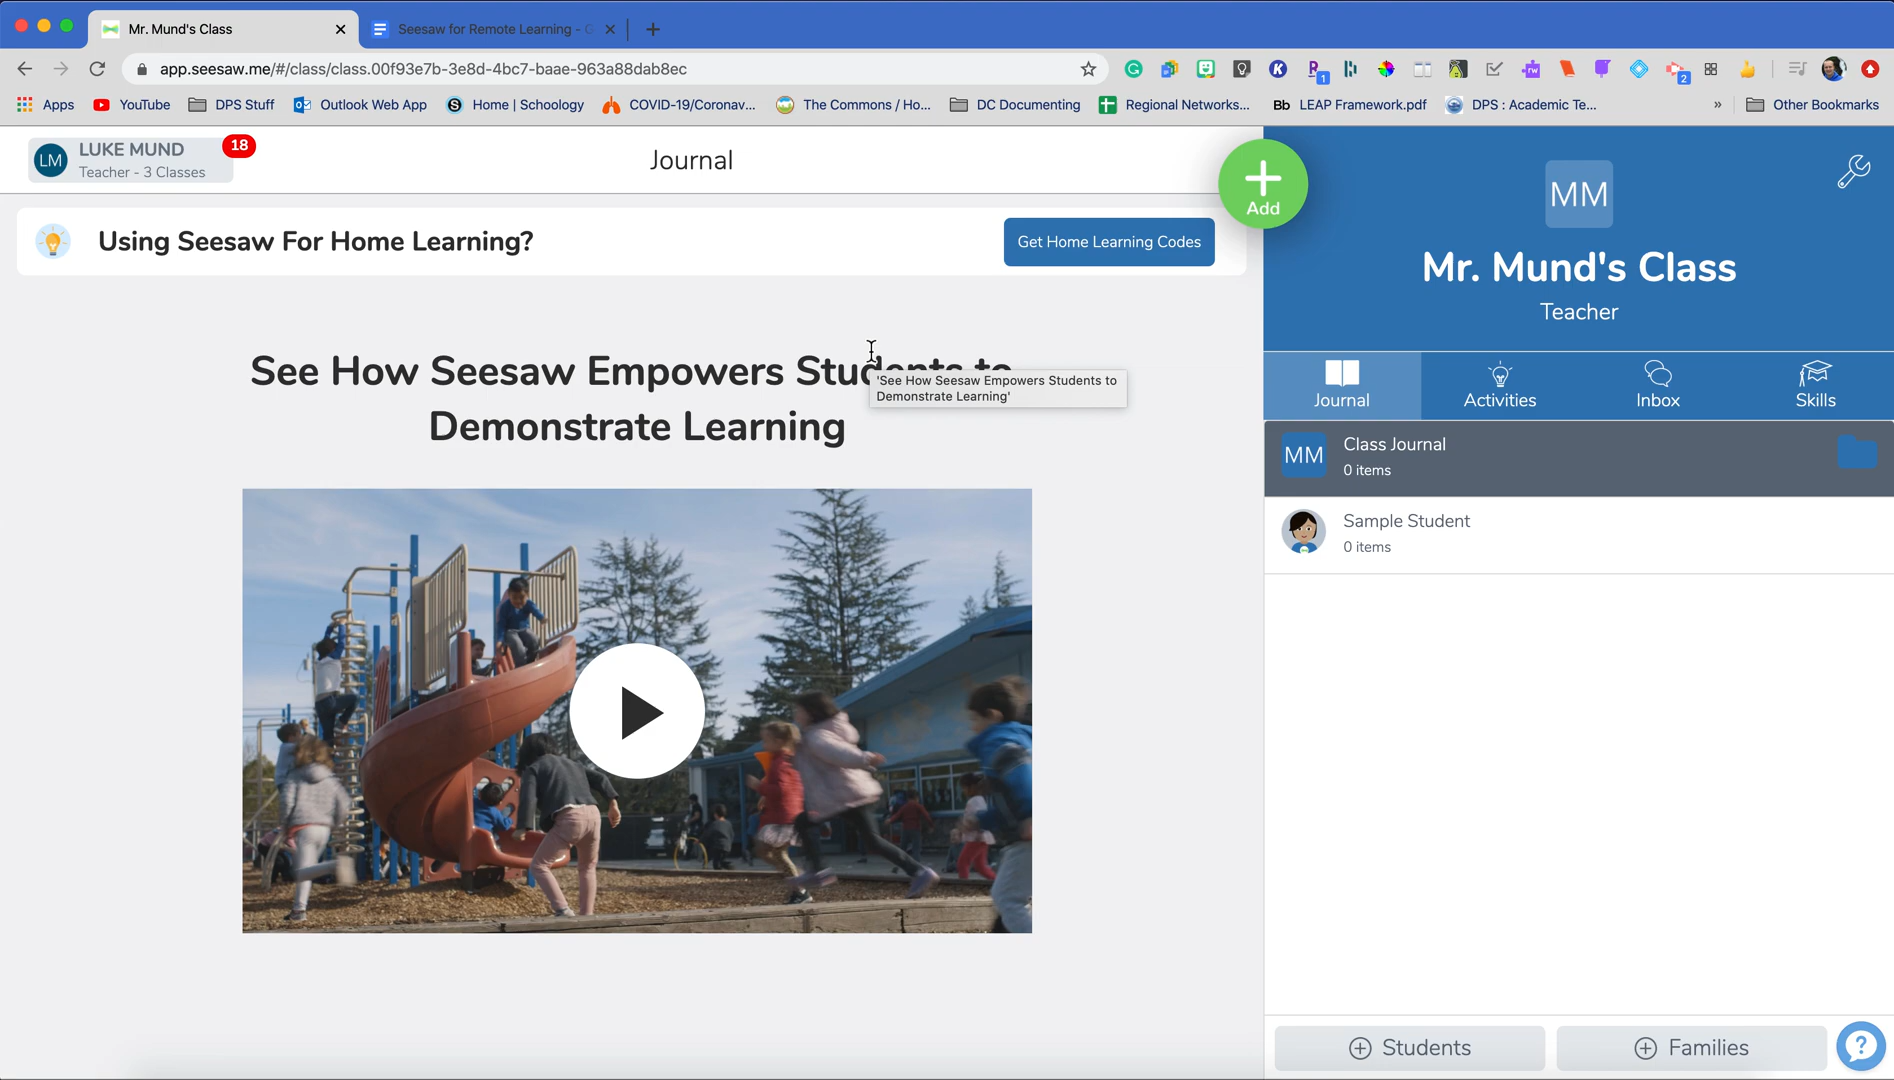 Mr. Mund's Class
Seesaw for Remote Learning - G
app.seesaw.me/#/class/class.00f93e7b-3e8d-4bc7-baae-963a88dab8ec
1
rw
2
Apps
YouTube
DPS Stuff
Outlook Web App
Home | Schoology
COVID-19/Coronav...
The Commons / Ho...
DC Documenting
Regional Networks...
Bb LEAP Framework.pdf
DPS : Academic Te...
»
Other Bookmarks
LM
LUKE MUND
Teacher - 3 Classes
18
Journal
Add
MM
Mr. Mund's Class
Teacher
Using Seesaw For Home Learning?
Get Home Learning Codes
See How Seesaw Empowers Students to
Demonstrate Learning
'See How Seesaw Empowers Students to
Demonstrate Learning'
Journal
Activities
Inbox
Skills
MM
Class Journal
0 items
Sample Student
0 items
Students
Families
?